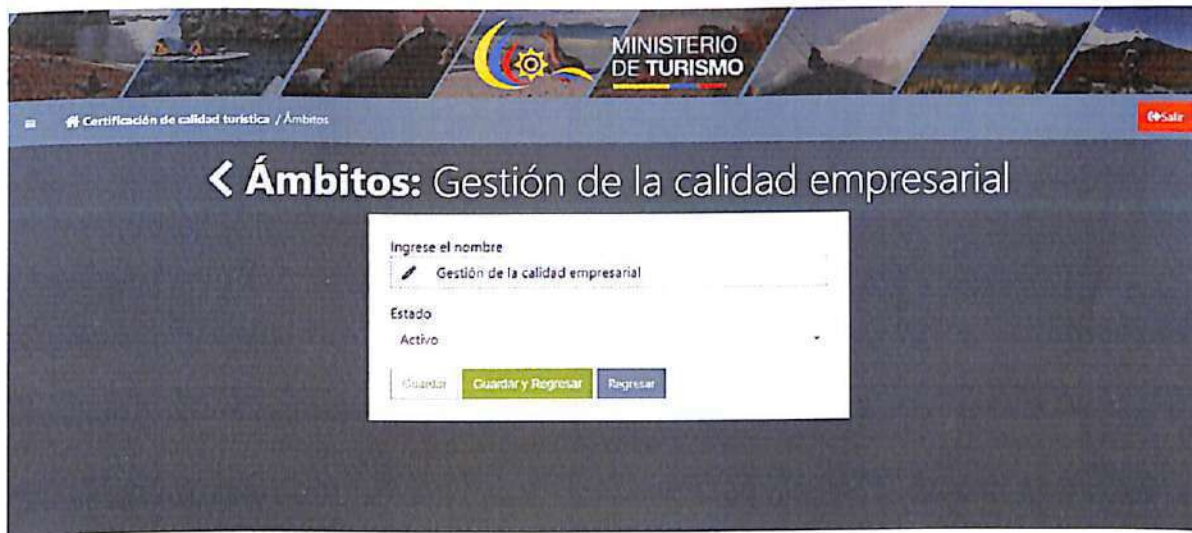 MINISTERIO
DE TURISMO
Certificación de calidad turística / Ámbitos
Salir
Ámbitos: Gestión de la calidad empresarial
Ingrese el nombre
Gestión de la calidad empresarial
Estado
Activo
Guardar Guardar y Regresar Regresar